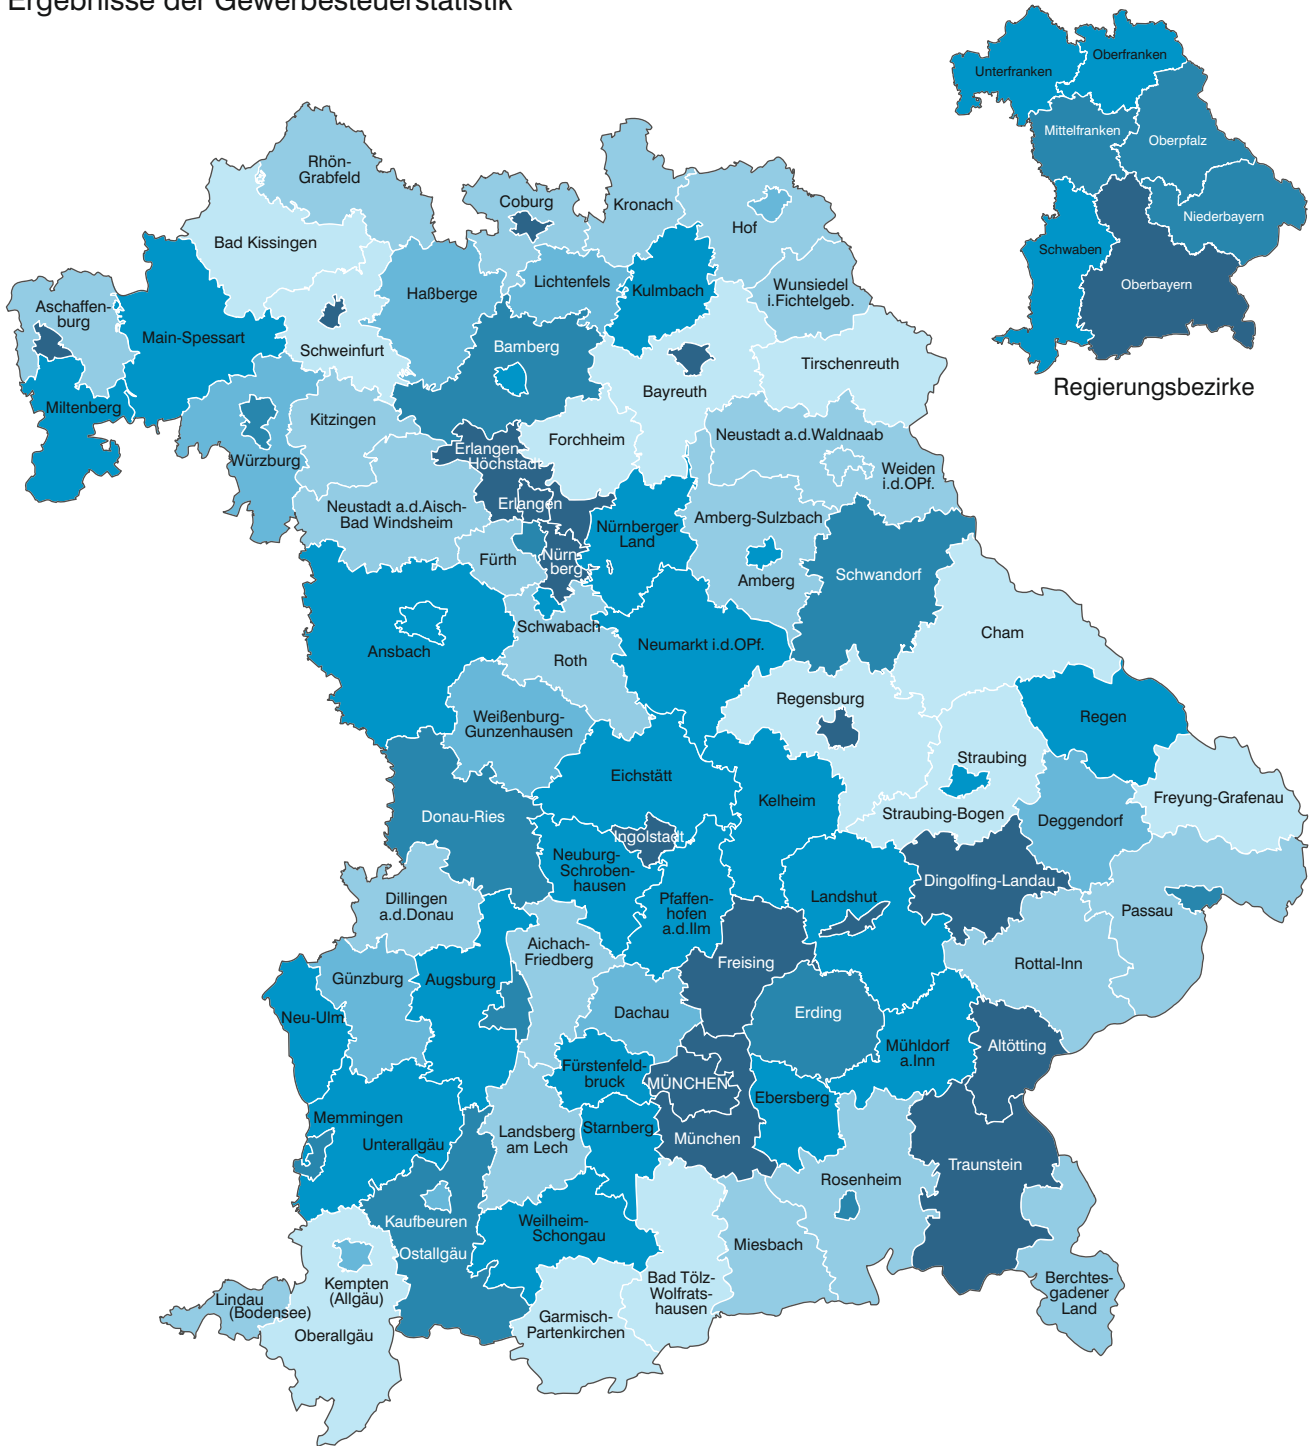 Ergebnisse der Gewerbesteuerstatistik
Unterfranken
Oberfranken
Mittelfranken
Oberpfalz
Niederbayern
Schwaben
Oberbayern
Regierungsbezirke
Rhön-
Grabfeld
Coburg
Kronach
Hof
Bad Kissingen
Lichtenfels
Kulmbach
Wunsiedel
i.Fichtelgeb.
Haßberge
Aschaffen-
burg
Main-Spessart
Schweinfurt
Bamberg
Bayreuth
Tirschenreuth
Miltenberg
Kitzingen
Würzburg
Forchheim
Neustadt a.d.Waldnaab
Weiden
i.d.OPf.
Erlangen-
Höchstadt
Erlangen
Neustadt a.d.Aisch-
Bad Windsheim
Nürnberger
Land
Amberg-Sulzbach
Amberg
Schwandorf
Fürth
Nürn-
berg
Schwabach
Roth
Ansbach
Neumarkt i.d.OPf.
Cham
Regensburg
Regen
Weißenburg-
Gunzenhausen
Eichstätt
Kelheim
Straubing
Straubing-Bogen
Freyung-Grafenau
Deggendorf
Donau-Ries
Ingolstadt
Neuburg-
Schroben-
hausen
Pfaffen-
hofen
a.d.Ilm
Landshut
Dingolfing-Landau
Passau
Dillingen
a.d.Donau
Aichach-
Friedberg
Freising
Rottal-Inn
Günzburg
Augsburg
Neu-Ulm
Dachau
Erding
Mühldorf
a.Inn
Altötting
Fürstenfeld-
bruck
MÜNCHEN
Ebersberg
Memmingen
Unterallgäu
Landsberg
am Lech
Starnberg
München
Traunstein
Rosenheim
Kaufbeuren
Ostallgäu
Weilheim-
Schongau
Miesbach
Bad Tölz-
Wolfrats-
hausen
Berchtes-
gadener
Land
Kempten
(Allgäu)
Lindau
(Bodensee)
Oberallgäu
Garmisch-
Partenkirchen